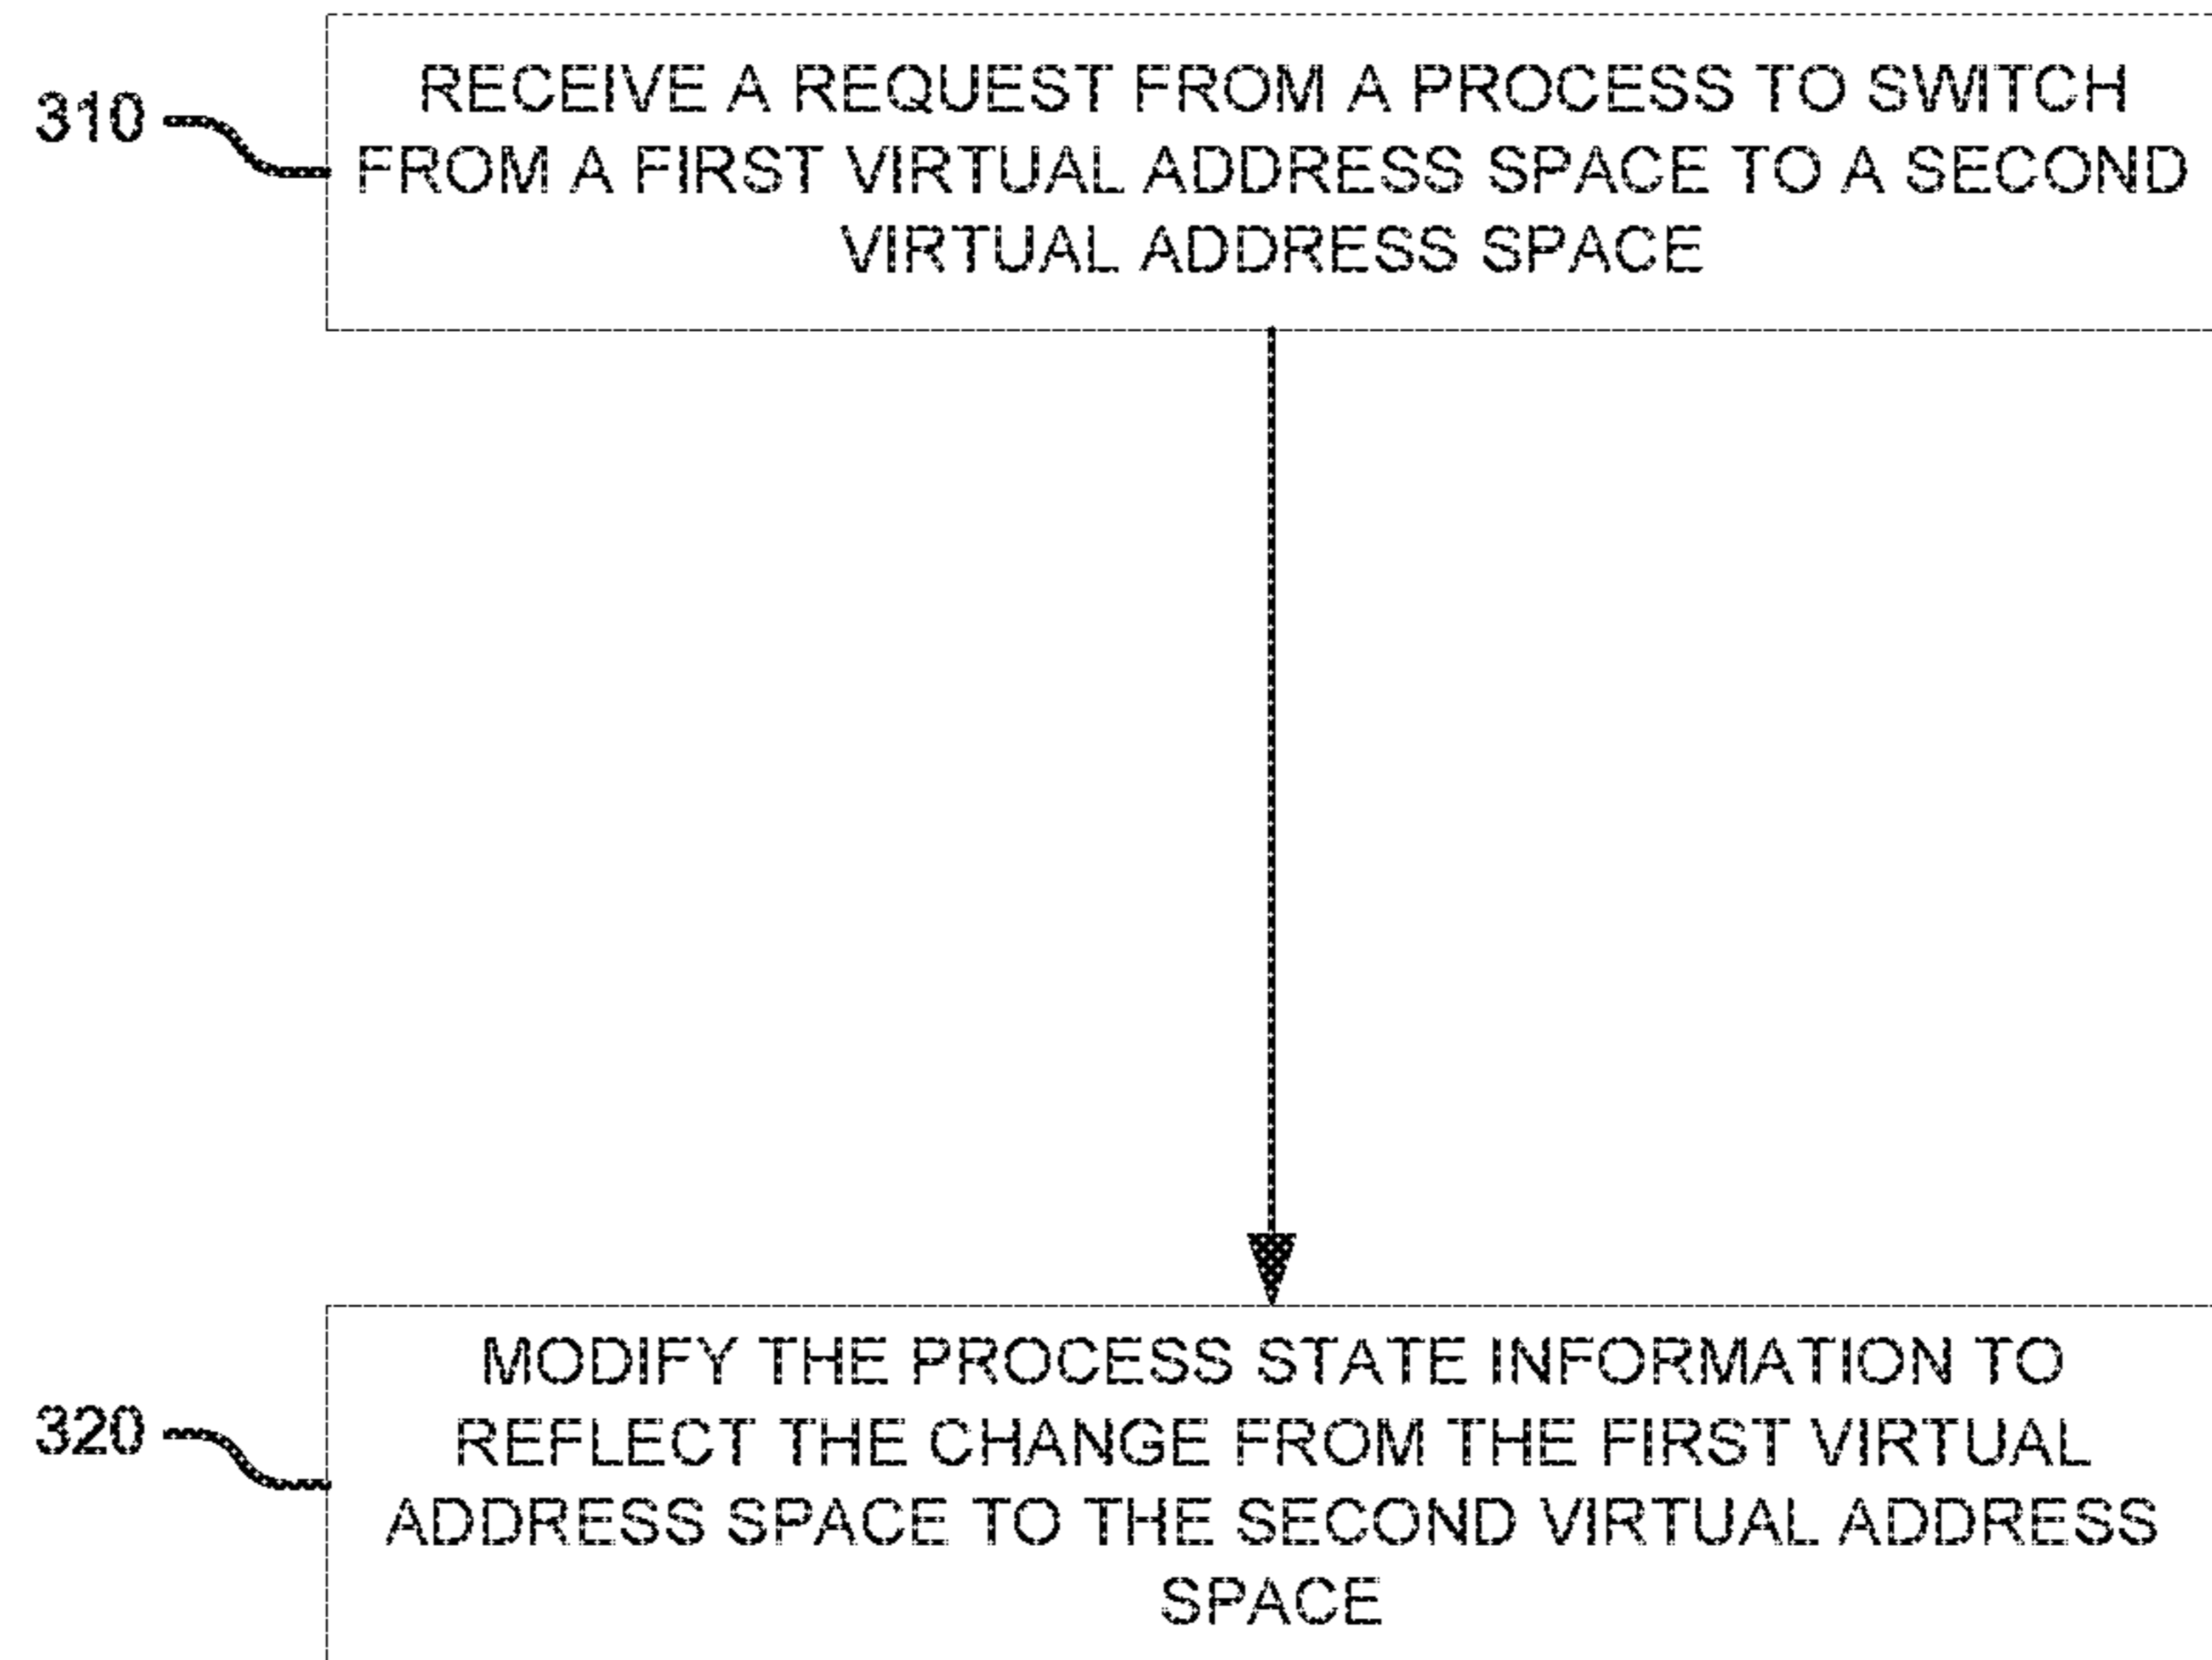 310
RECEIVE A REQUEST FROM A PROCESS TO SWITCH
FROM A FIRST VIRTUAL ADDRESS SPACE TO A SECOND
VIRTUAL ADDRESS SPACE
320
MODIFY THE PROCESS STATE INFORMATION TO
REFLECT THE CHANGE FROM THE FIRST VIRTUAL
ADDRESS SPACE TO THE SECOND VIRTUAL ADDRESS
SPACE